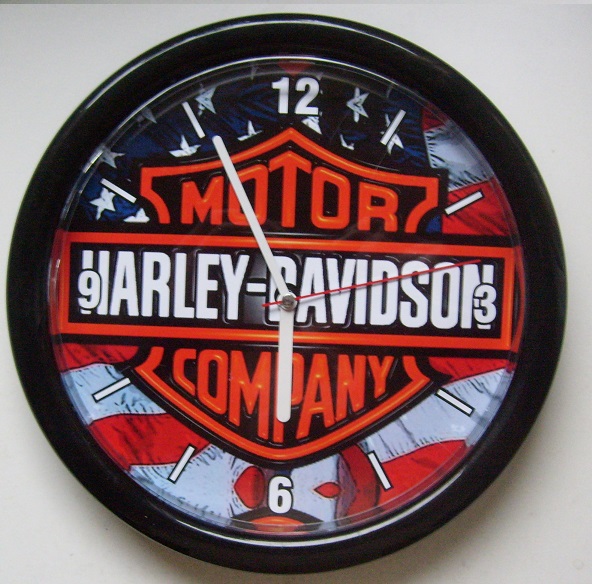 12
MOTOR
9 HARLEY-DAVIDSON 3
COMPANY
6